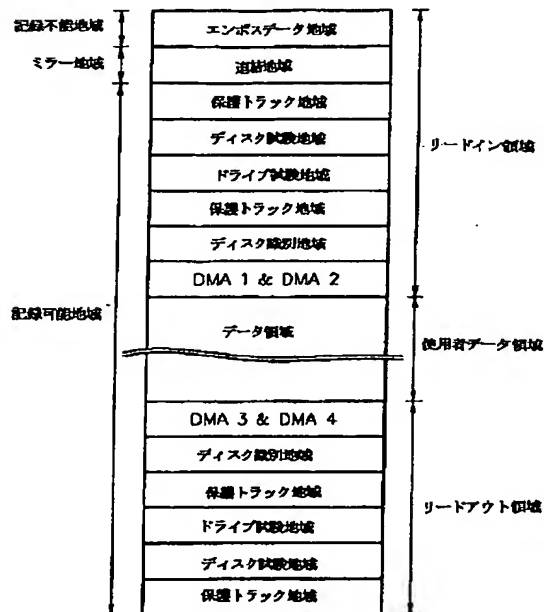 記録不能地域
エンボスデータ地域
ミラー地域
連結地域
保護トラック地域
ディスク試験地域
リードイン領域
ドライブ試験地域
保護トラック地域
ディスク識別地域
DMA 1 & DMA 2
記録可能地域
データ領域
使用者データ領域
DMA 3 & DMA 4
ディスク識別地域
保護トラック地域
リードアウト領域
ドライブ試験地域
ディスク試験地域
保護トラック地域